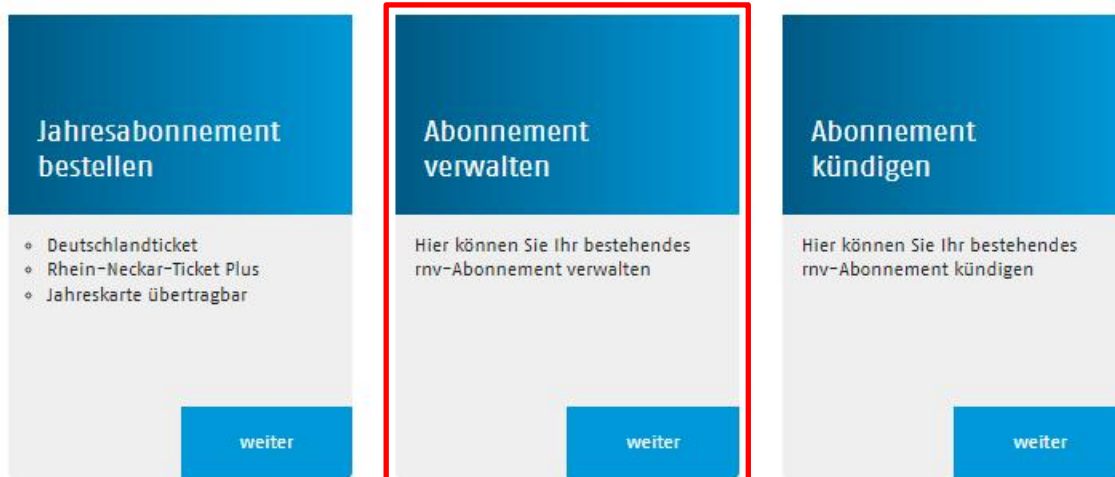 Jahresabonnement
bestellen
Deutschlandticket
Rhein-Neckar-Ticket Plus
Jahreskarte übertragbar
weiter
Abonnement
verwalten
Hier können Sie Ihr bestehendes
rnv-Abonnement verwalten
weiter
Abonnement
kündigen
Hier können Sie Ihr bestehendes
rnv-Abonnement kündigen
weiter